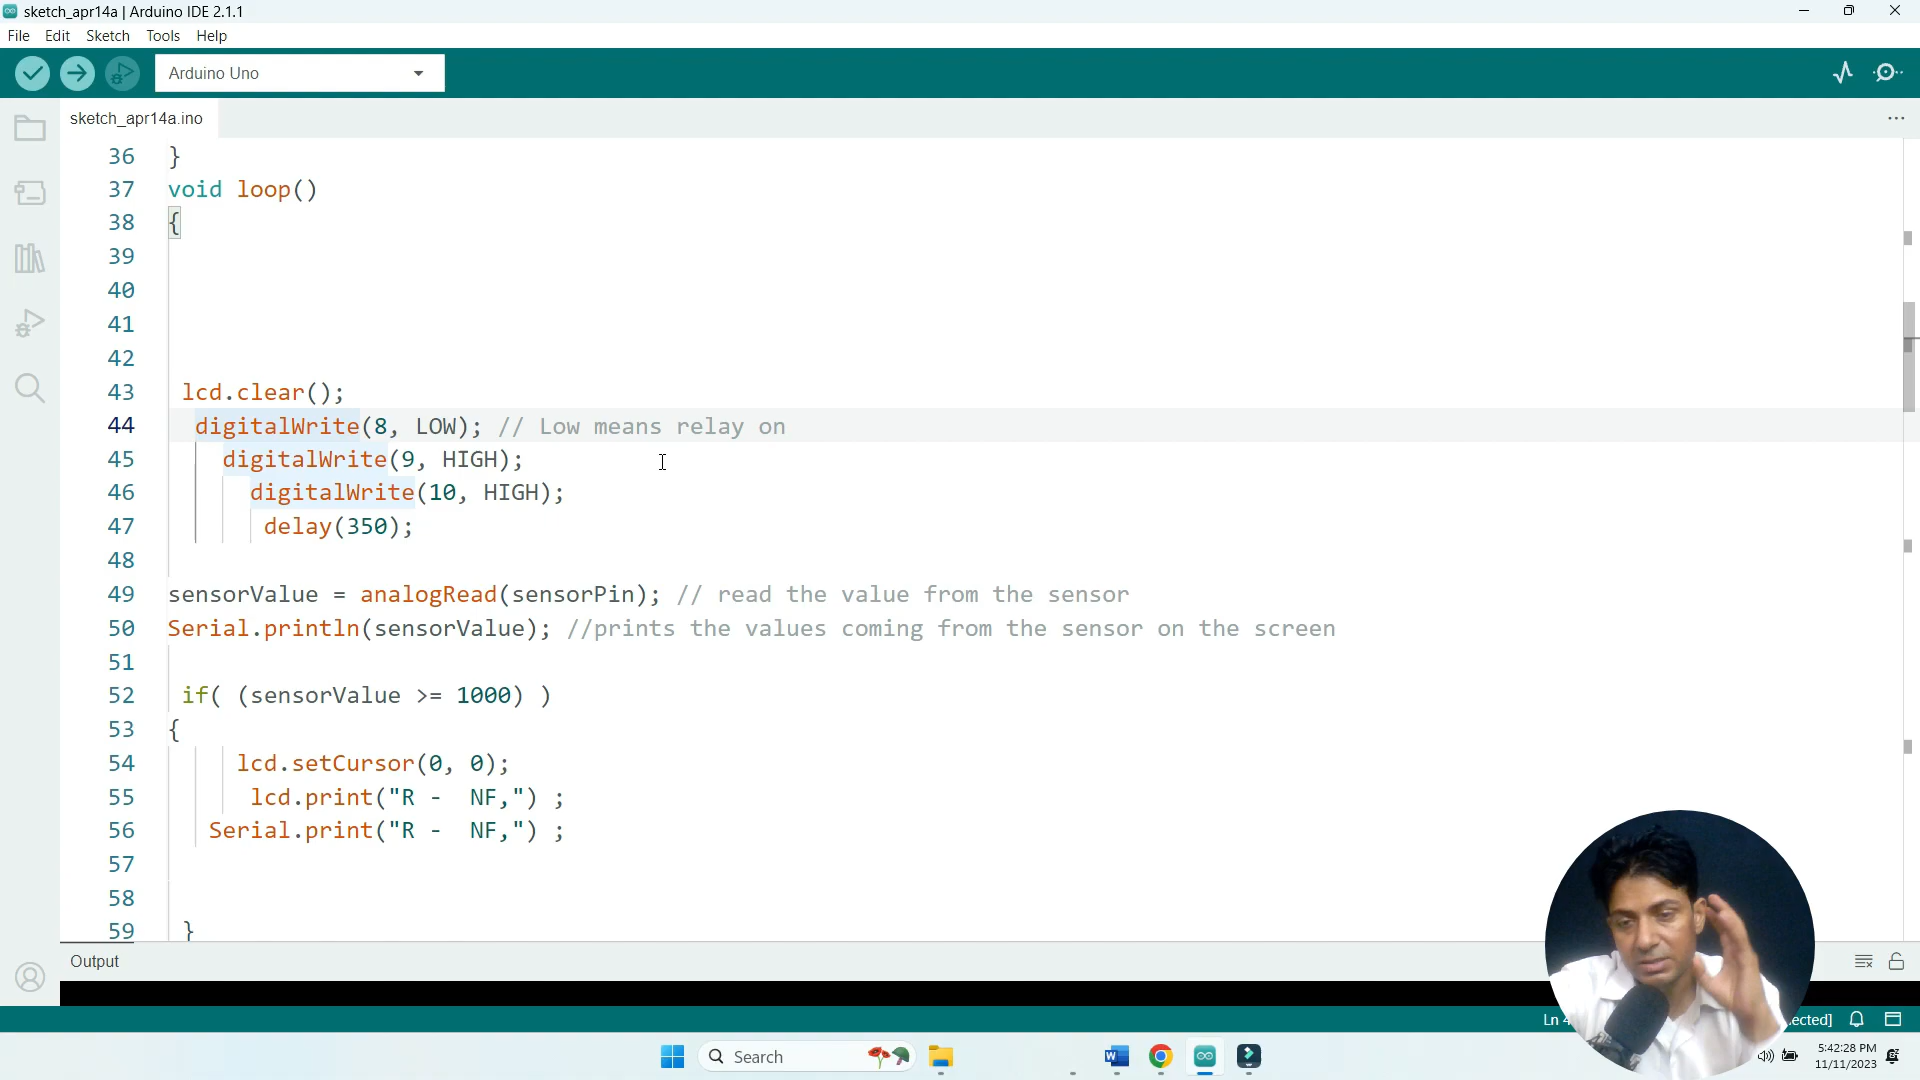 sketch_apr14a | Arduino IDE 2.1.1
File Edit Sketch Tools Help
Arduino Uno
sketch_apr14a.ino
36 }
37 void loop()
38 {
39
40
41
42
43 lcd.clear();
44 digitalWrite(8, LOW); // Low means relay on
45 digitalWrite(9, HIGH);
46 digitalWrite(10, HIGH);
47 delay(350);
48
49 sensorValue = analogRead(sensorPin); // read the value from the sensor
50 Serial.println(sensorValue); //prints the values coming from the sensor on the screen
51
52 if( (sensorValue >= 1000) )
53 {
54 lcd.setCursor(0, 0);
55 lcd.print("R -  NF,") ;
56 Serial.print("R -  NF,") ;
57
58
59 }
Output
Ln
Search
5:42:28 PM
11/11/2023